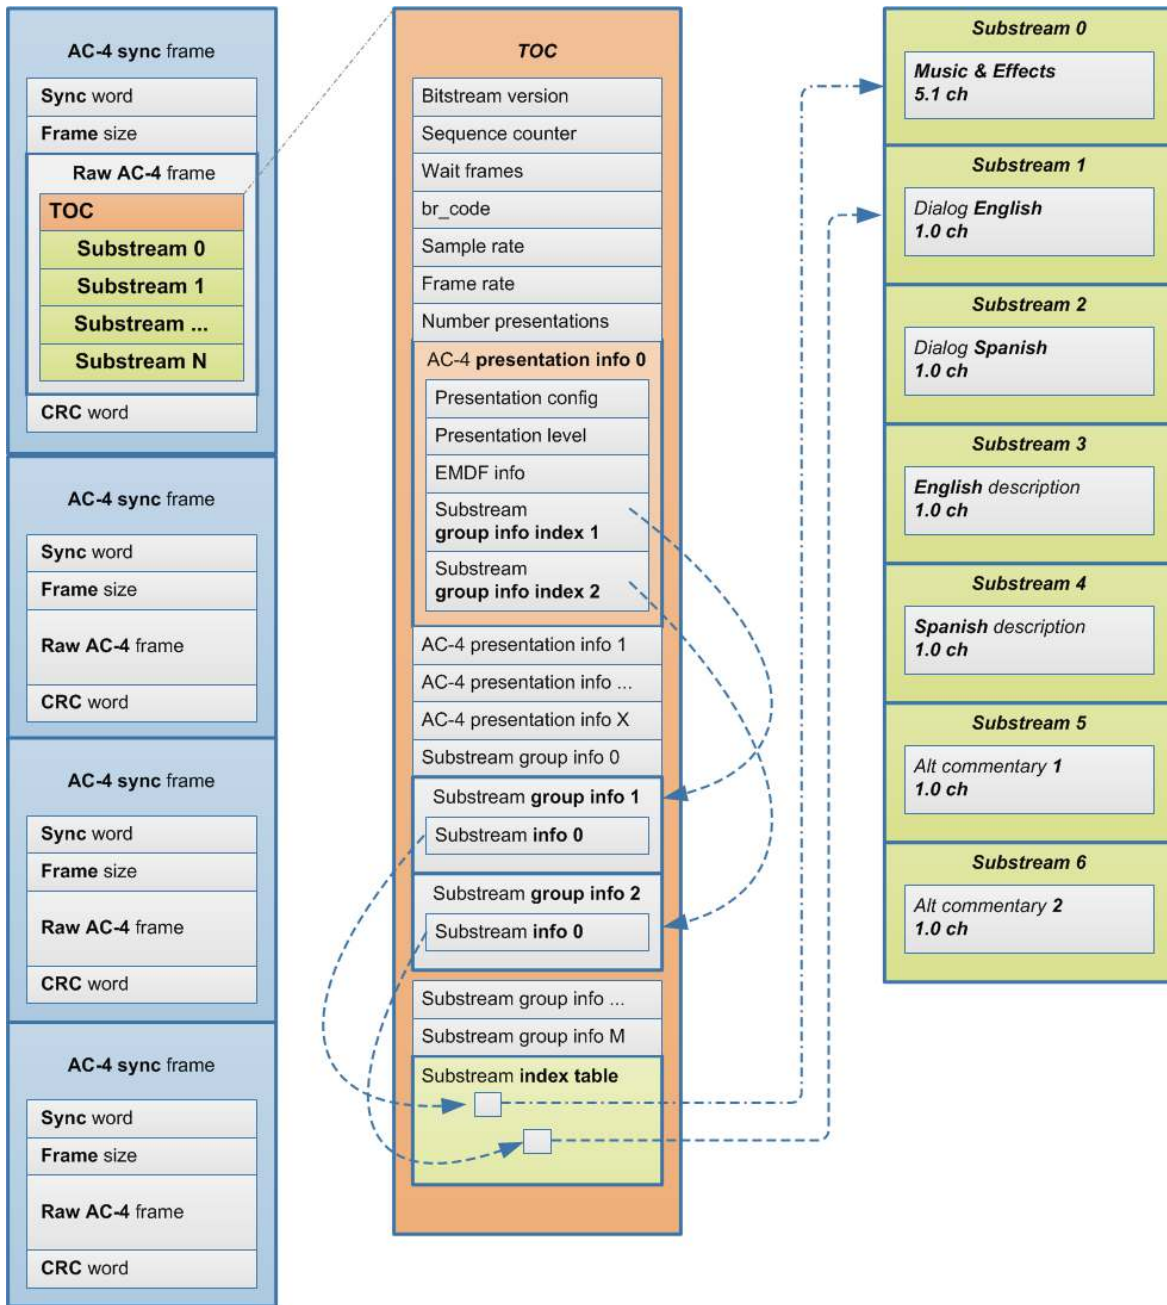 AC-4 sync frame
Sync word
Frame size
Raw AC-4 frame
TOC
Substream 0
Substream 1
Substream ...
Substream N
CRC word
AC-4 sync frame
Sync word
Frame size
Raw AC-4 frame
CRC word
AC-4 sync frame
Sync word
Frame size
Raw AC-4 frame
CRC word
AC-4 sync frame
Sync word
Frame size
Raw AC-4 frame
CRC word
TOC
Bitstream version
Sequence counter
Wait frames
br_code
Sample rate
Frame rate
Number presentations
AC-4 presentation info 0
Presentation config
Presentation level
EMDF info
Substream
group info index 1
Substream
group info index 2
AC-4 presentation info 1
AC-4 presentation info ...
AC-4 presentation info X
Substream group info 0
Substream group info 1
Substream info 0
Substream group info 2
Substream info 0
Substream group info ...
Substream group info M
Substream index table
Substream 0
Music & Effects
5.1 ch
Substream 1
Dialog English
1.0 ch
Substream 2
Dialog Spanish
1.0 ch
Substream 3
English description
1.0 ch
Substream 4
Spanish description
1.0 ch
Substream 5
Alt commentary 1
1.0 ch
Substream 6
Alt commentary 2
1.0 ch